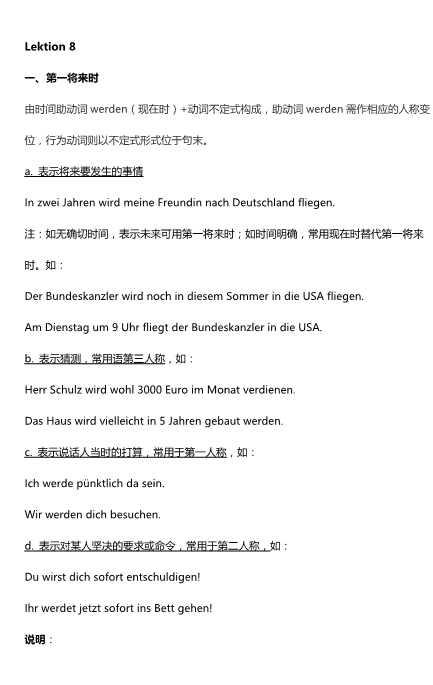 Lektion 8
一、第一将来时
由时间助动词 werden（现在时）+动词不定式构成，助动词 werden 需作相应的人称变
位，行为动词则以不定式形式位于句末。
a. 表示将来要发生的事情
In zwei Jahren wird meine Freundin nach Deutschland fliegen.
注：如无确切时间，表示未来可用第一将来时；如时间明确，常用现在时替代第一将来
时。如：
Der Bundeskanzler wird noch in diesem Sommer in die USA fliegen.
Am Dienstag um 9 Uhr fliegt der Bundeskanzler in die USA.
b. 表示猜测，常用语第三人称，如：
Herr Schulz wird wohl 3000 Euro im Monat verdienen.
Das Haus wird vielleicht in 5 Jahren gebaut werden.
c. 表示说话人当时的打算，常用于第一人称，如：
Ich werde pünktlich da sein.
Wir werden dich besuchen.
d. 表示对某人坚决的要求或命令，常用于第二人称，如：
Du wirst dich sofort entschuldigen!
Ihr werdet jetzt sofort ins Bett gehen!
说明：